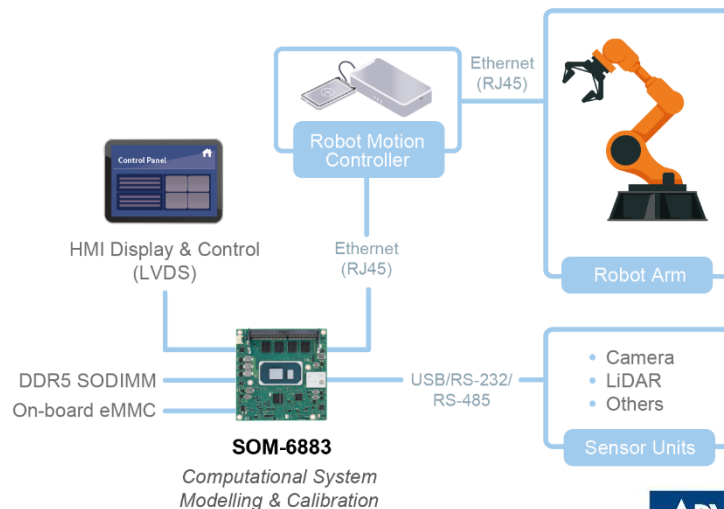 Ethernet
(RJ45)
Robot Motion
Controller
Control Panel
HMI Display & Control
(LVDS)
Ethernet
(RJ45)
Robot Arm
DDR5 SODIMM
On-board eMMC
USB/RS-232/
RS-485
• Camera
• LiDAR
• Others
Sensor Units
SOM-6883
Computational System
Modelling & Calibration